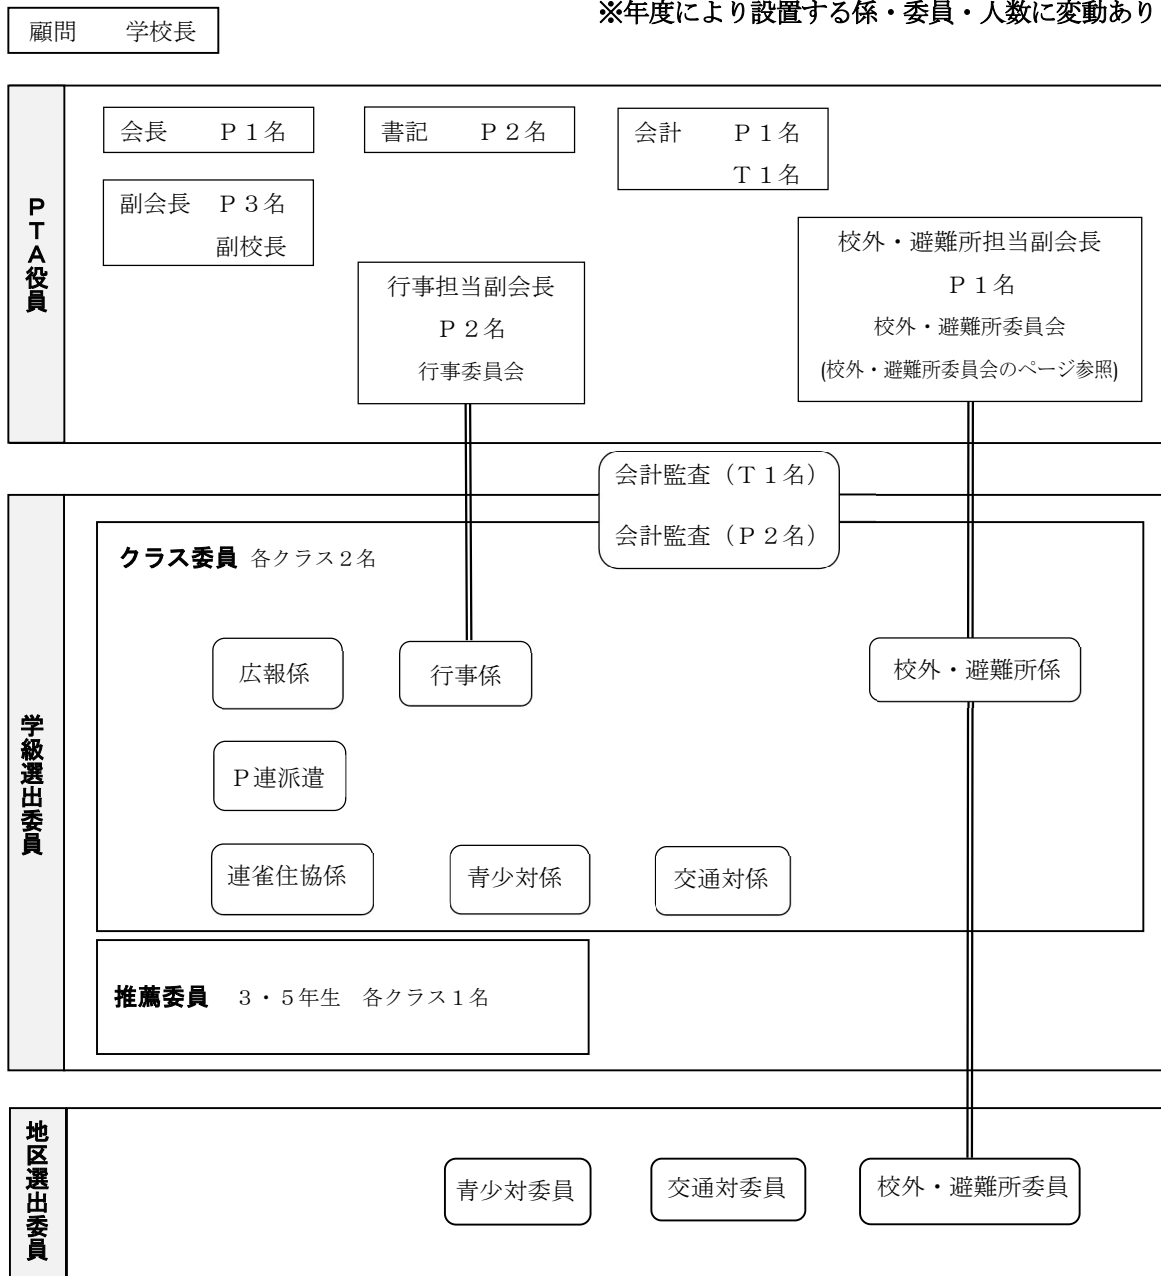 ※年度により設置する係・委員・人数に変動あり
顧問　　学校長
ＰＴＡ役員
会長　　Ｐ１名
書記　　Ｐ２名
会計　　Ｐ１名
Ｔ１名
副会長　Ｐ３名
副校長
行事担当副会長
Ｐ２名
行事委員会
校外・避難所担当副会長
Ｐ１名
校外・避難所委員会
(校外・避難所委員会のページ参照)
会計監査（Ｔ１名）
会計監査（Ｐ２名）
学級選出委員
クラス委員　各クラス２名
広報係
行事係
校外・避難所係
Ｐ連派遣
連雀住協係
青少対係
交通対係
推薦委員　３・５年生　各クラス１名
地区選出委員
青少対委員
交通対委員
校外・避難所委員